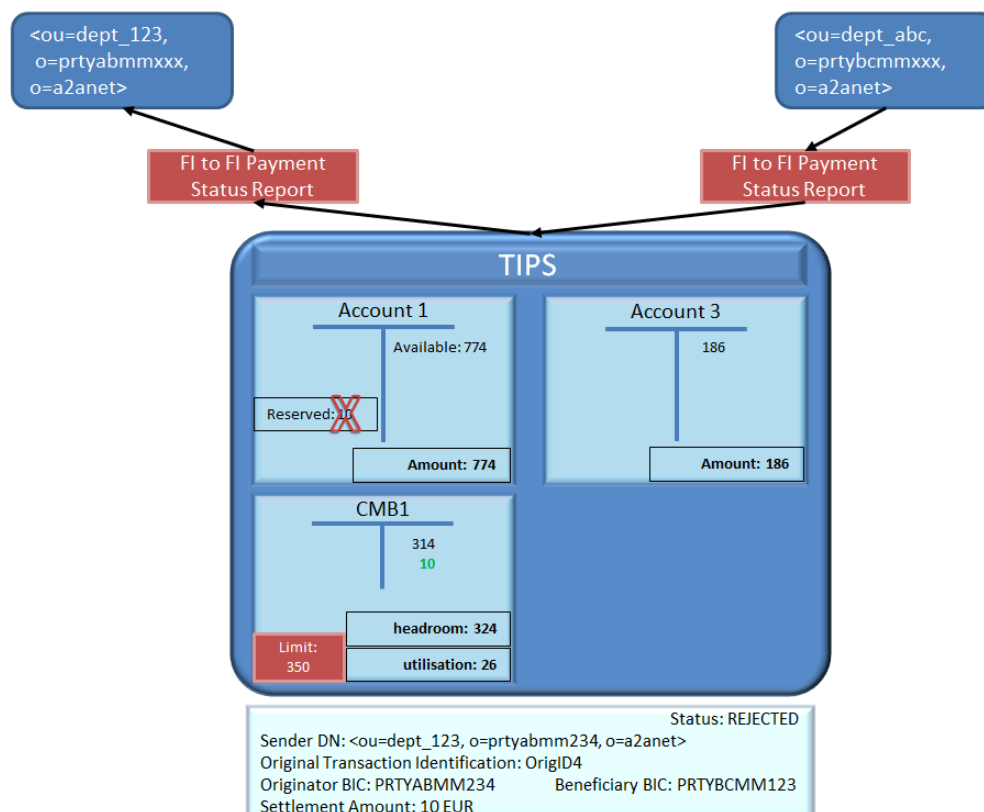 <ou=dept_123,
o=prtyabmmxxx,
o=a2anet>
<ou=dept_abc,
o=prtybcmmxxx,
o=a2anet>
FI to FI Payment
Status Report
FI to FI Payment
Status Report
TIPS
Account 1
Available: 774
Reserved: 10
Amount: 774
Account 3
186
Amount: 186
CMB1
314
10
headroom: 324
Limit:
350
utilisation: 26
Status: REJECTED
Sender DN: <ou=dept_123, o=prtyabmm234, o=a2anet>
Original Transaction Identification: OrigID4
Originator BIC: PRTYABMM234 Beneficiary BIC: PRTYBCMM123
Settlement Amount: 10 EUR